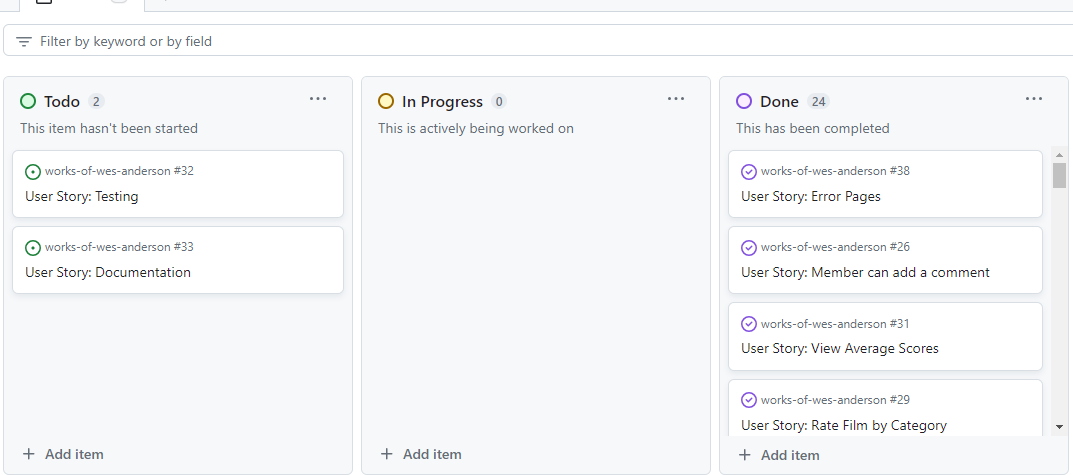 Filter by keyword or by field
Todo 2
This item hasn't been started
works-of-wes-anderson #32
User Story: Testing
works-of-wes-anderson #33
User Story: Documentation
Add item
In Progress 0
This is actively being worked on
Add item
Done 24
This has been completed
works-of-wes-anderson #38
User Story: Error Pages
works-of-wes-anderson #26
User Story: Member can add a comment
works-of-wes-anderson #31
User Story: View Average Scores
works-of-wes-anderson #29
User Story: Rate Film by Category
Add item